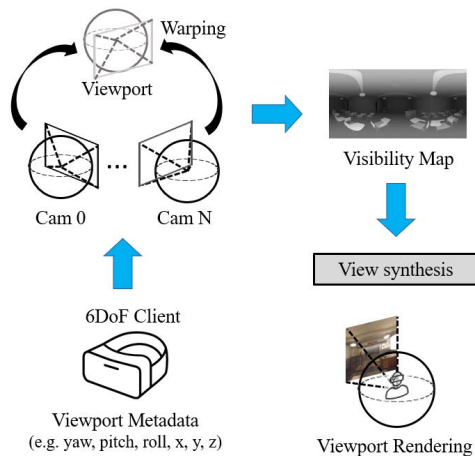 Warping
Viewport
...
Cam 0
Cam N
Visibility Map
View synthesis
6DoF Client
Viewport Metadata
(e.g. yaw, pitch, roll, x, y, z)
Viewport Rendering